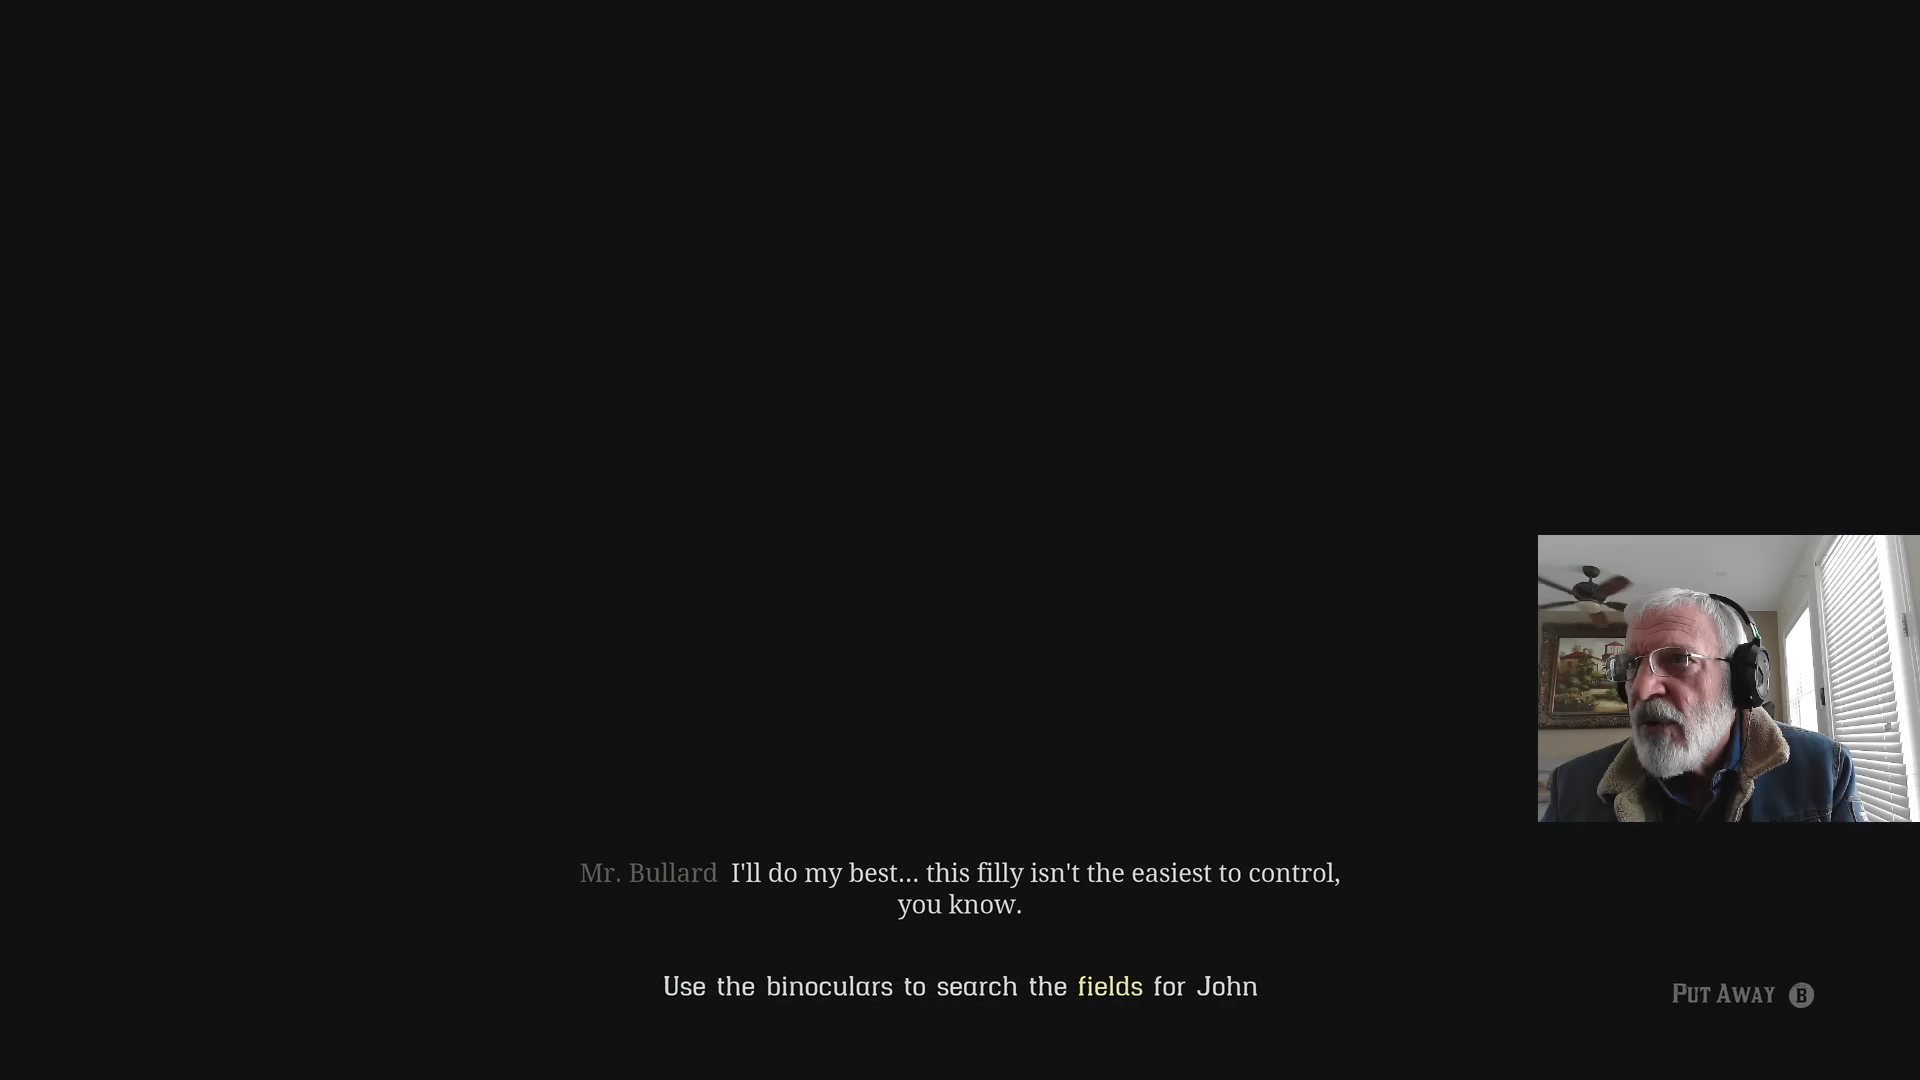 Mr. Bullard I'll do my best... this filly isn't the easiest to control,
you know.
Use the binoculars to search the fields for John
PUT AWAY B